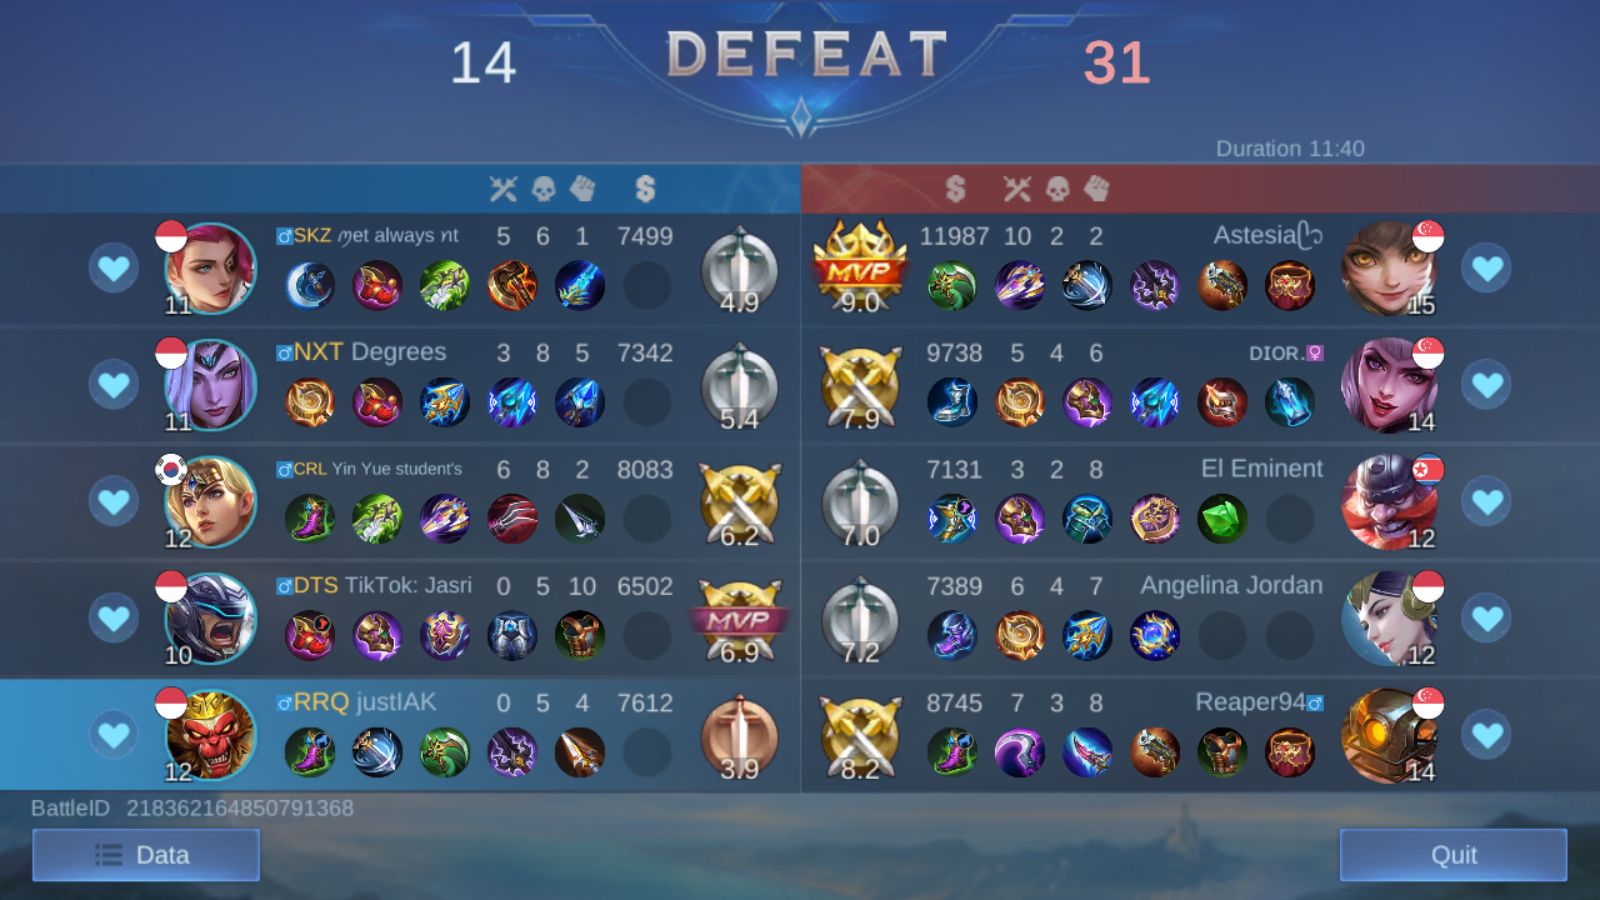 14 DEFEAT 31
Duration 11:40
SKZ ɱet always nt 5 6 1 7499
11 4.9
MVP 9.0
11987 10 2 2 Astesia
15
NXT Degrees 3 8 5 7342
11 5.4
7.9
9738 5 4 6 DIOR.
14
CRL Yin Yue student's 6 8 2 8083
12 6.2
7.0
7131 3 2 8 El Eminent
12
DTS TikTok: Jasri 0 5 10 6502
10 MVP 6.9
7.2
7389 6 4 7 Angelina Jordan
12
RRQ justIAK 0 5 4 7612
12 3.9
8.2
8745 7 3 8 Reaper94
14
BattleID 218362164850791368
Data
Quit